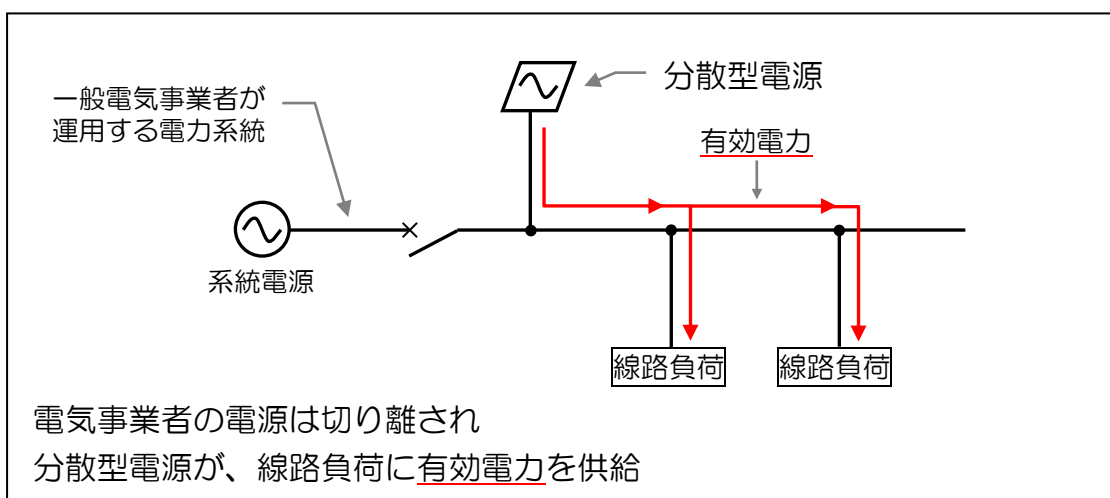 分散型電源
一般電気事業者が
運用する電力系統
有効電力
系統電源
線路負荷
線路負荷
電気事業者の電源は切り離され
分散型電源が、線路負荷に有効電力を供給